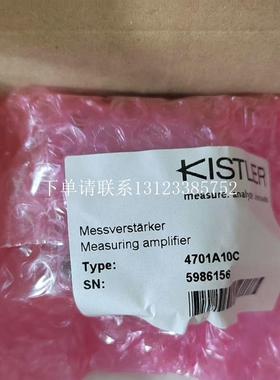 KISTLER
measure. analyze. innovate.
下单请联系13123385752
Messverstärker
Measuring amplifier
Type: 4701A10C
SN: 5986156